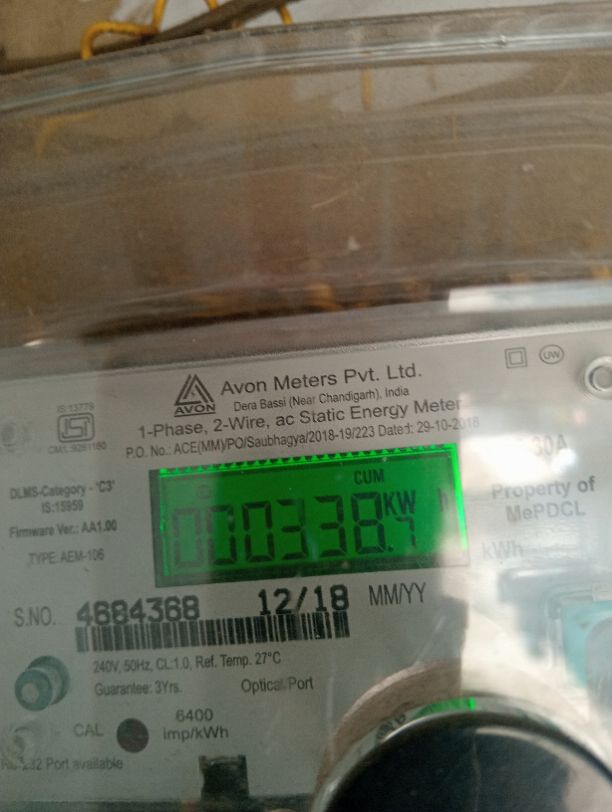 UW
Avon Meters Pvt. Ltd.
AVON
Dera Bassi (Near Chandigarh), India
1-Phase, 2-Wire, ac Static Energy Meter
P.O. No.: ACE(MM)/PO/Saubhagya/2018-19/223 Dated: 29-10-2018
IS:13779
ISI
30A
DLMS-Category - 'C3'
IS:15959
Firmware Ver.: AA1.00
TYPE: AEM-106
CUM
000338.7 KW h
Property of
MePDCL
kWh
S.NO. 4684368 12/18 MM/YY
240V, 50Hz, CL:1.0, Ref. Temp. 27°C
Guarantee: 3Yrs. Optical Port
CAL
6400
imp/kWh
Port available